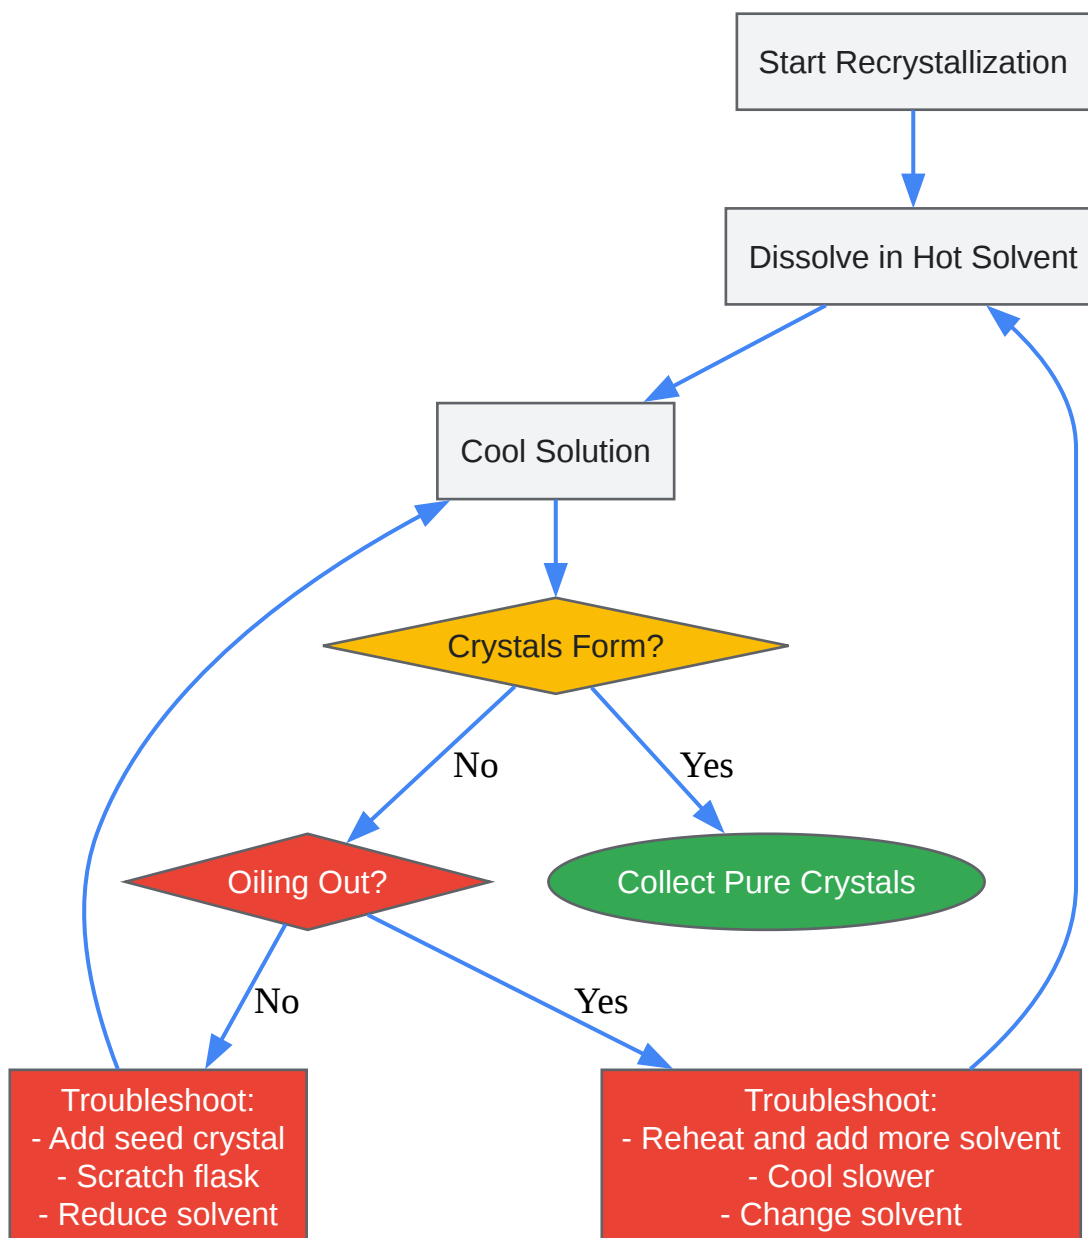 Start Recrystallization
Dissolve in Hot Solvent
Cool Solution
Crystals Form?
No
Yes
Oiling Out?
Collect Pure Crystals
No
Yes
Troubleshoot:
- Add seed crystal
- Scratch flask
- Reduce solvent
Troubleshoot:
- Reheat and add more solvent
- Cool slower
- Change solvent